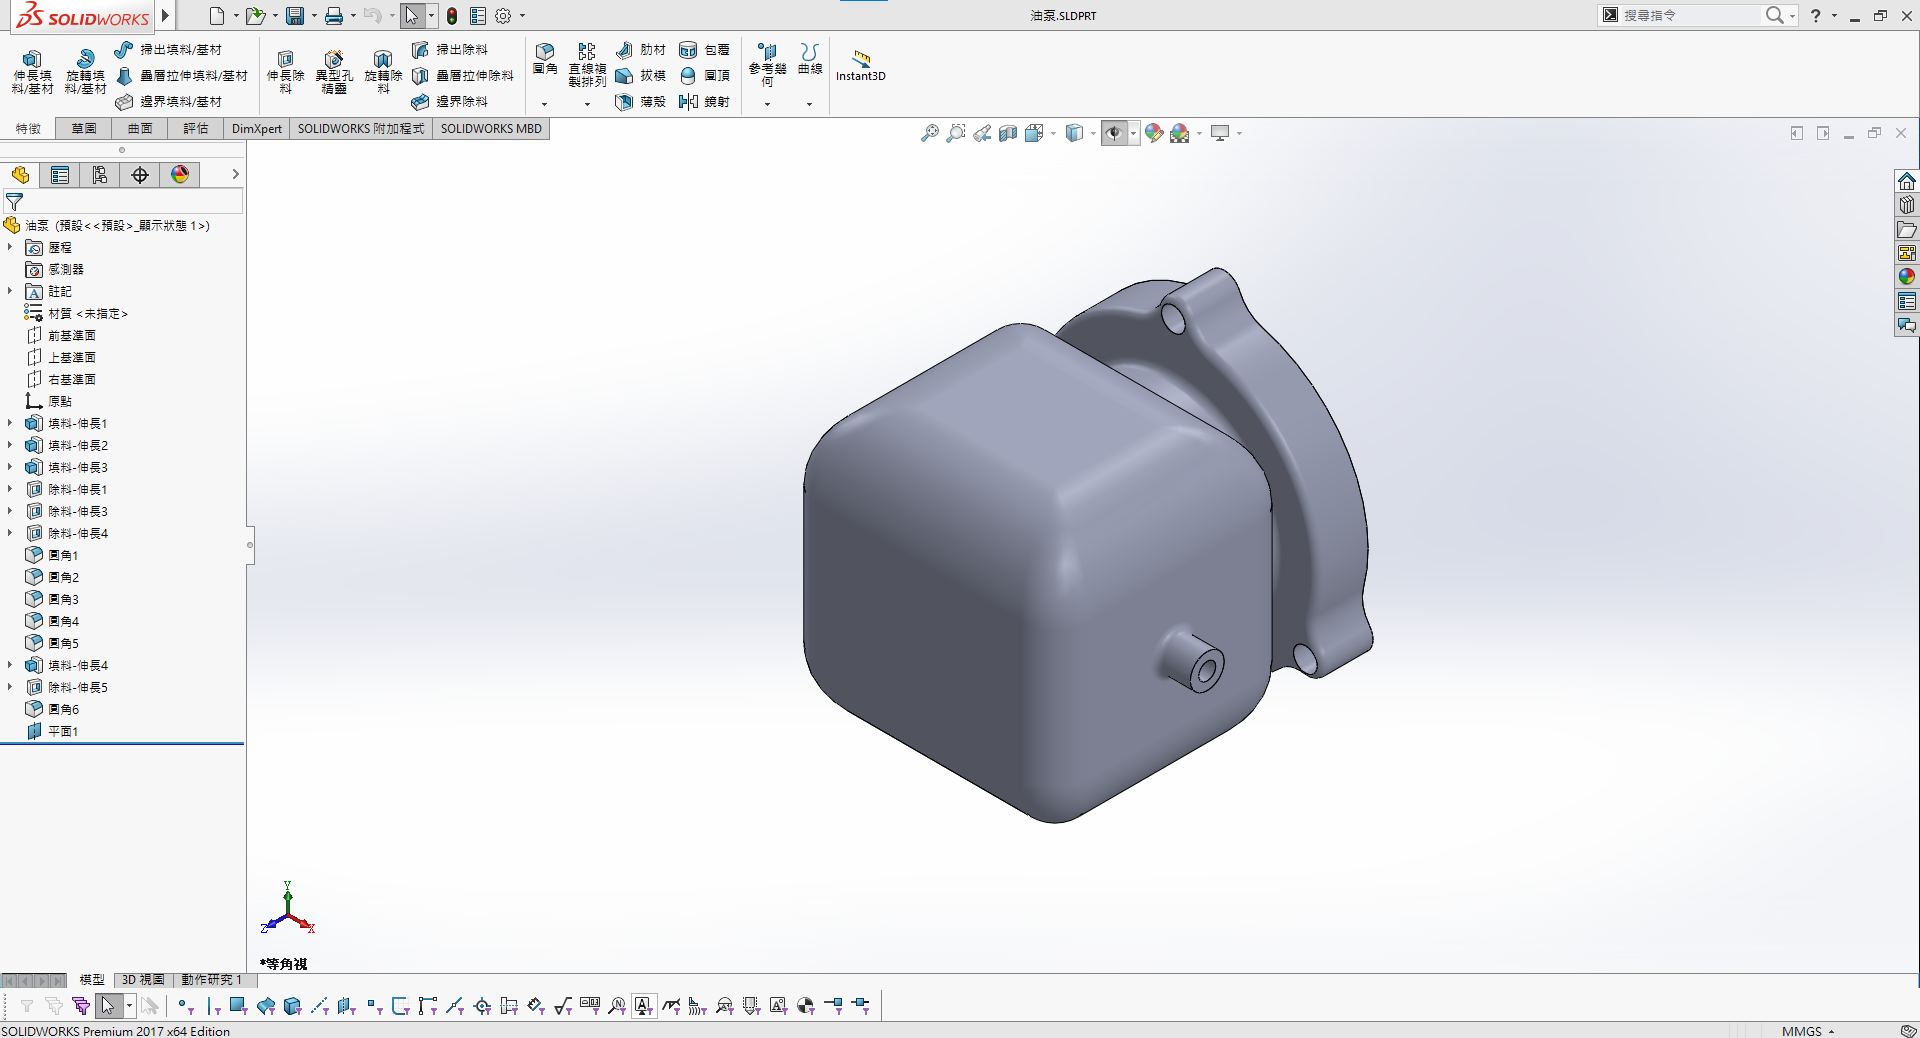 SOLIDWORKS
油泵.SLDPRT
搜尋指令
伸長填料/基材
旋轉填料/基材
掃出填料/基材
疊層拉伸填料/基材
邊界填料/基材
伸長除料
異型孔精靈
旋轉除料
掃出除料
疊層拉伸除料
邊界除料
圓角
直線複製排列
肋材
拔模
薄殼
包覆
圓頂
鏡射
參考幾何
曲線
Instant3D
特徵
草圖
曲面
評估
DimXpert
SOLIDWORKS 附加程式
SOLIDWORKS MBD
油泵 (預設<<預設>_顯示狀態 1>)
歷程
感測器
註記
材質 <未指定>
前基準面
上基準面
右基準面
原點
填料-伸長1
填料-伸長2
填料-伸長3
除料-伸長1
除料-伸長3
除料-伸長4
圓角1
圓角2
圓角3
圓角4
圓角5
填料-伸長4
除料-伸長5
圓角6
平面1
Y
Z
X
*等角視
模型
3D 視圖
動作研究 1
SOLIDWORKS Premium 2017 x64 Edition
MMGS